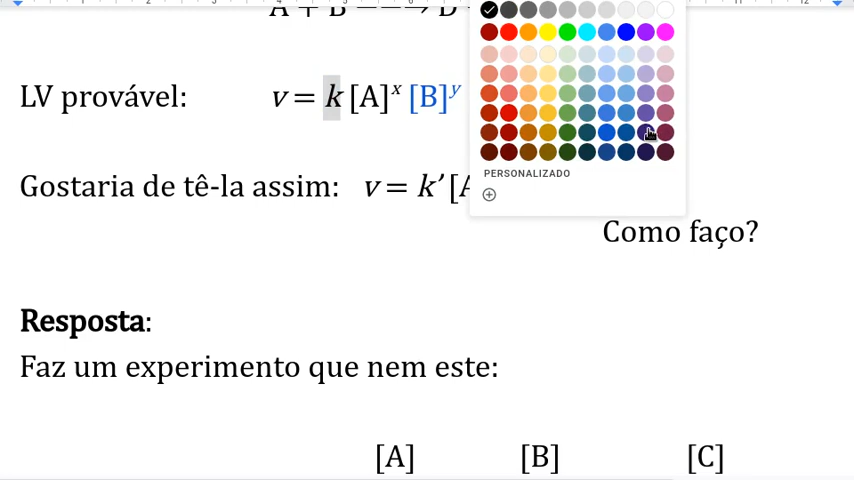 A + B ---→ D
LV provável: v = k [A]ˣ [B]ʸ
PERSONALIZADO
Gostaria de tê-la assim: v = k′ [A
Como faço?
Resposta:
Faz um experimento que nem este:
[A] [B] [C]